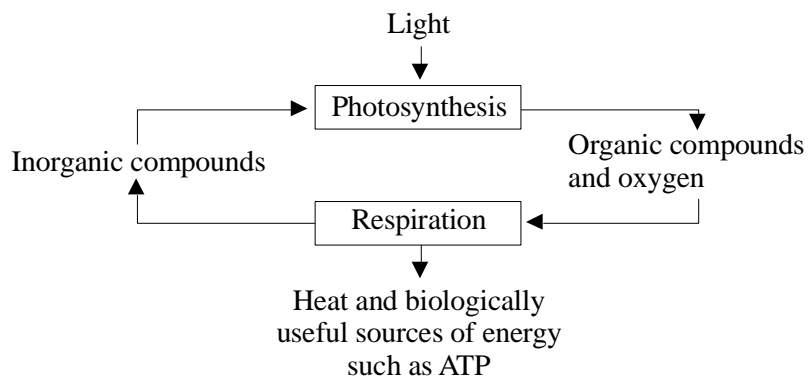 Light
Photosynthesis
Inorganic compounds
Organic compounds
and oxygen
Respiration
Heat and biologically
useful sources of energy
such as ATP